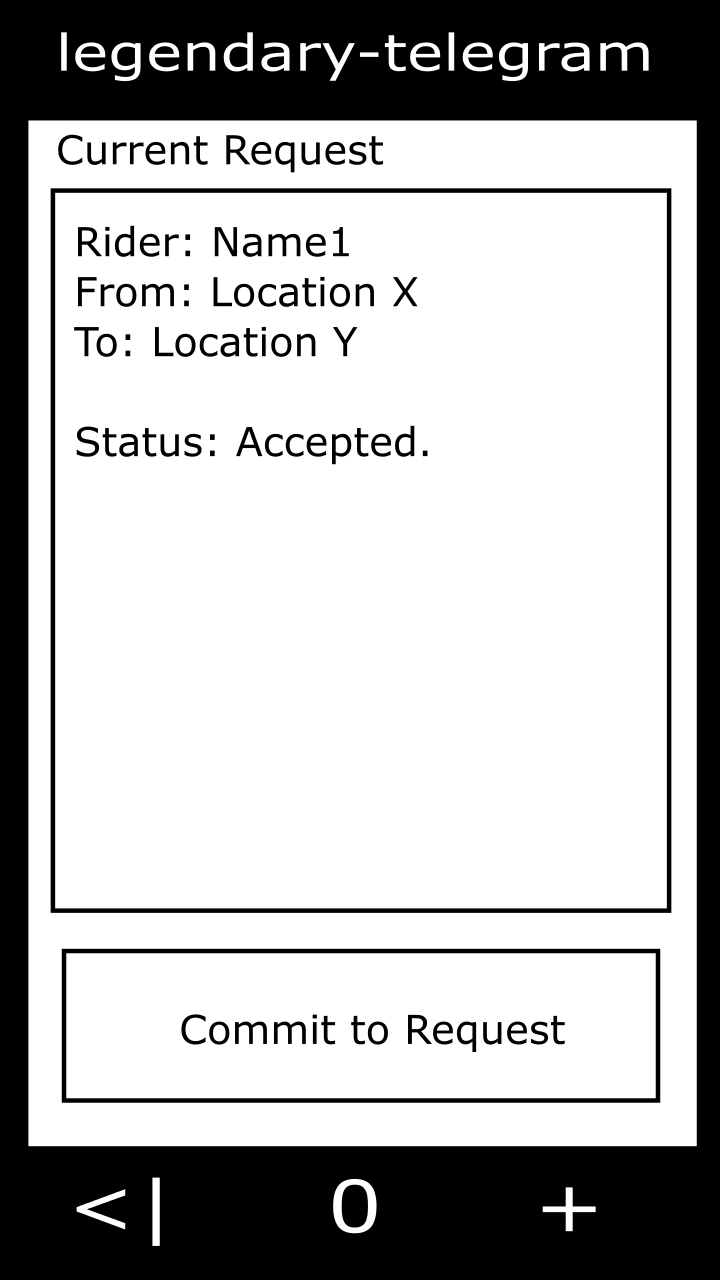 legendary-telegram
Current Request
Rider: Name1
From: Location X
To: Location Y
Status: Accepted.
Commit to Request
<| 0 +